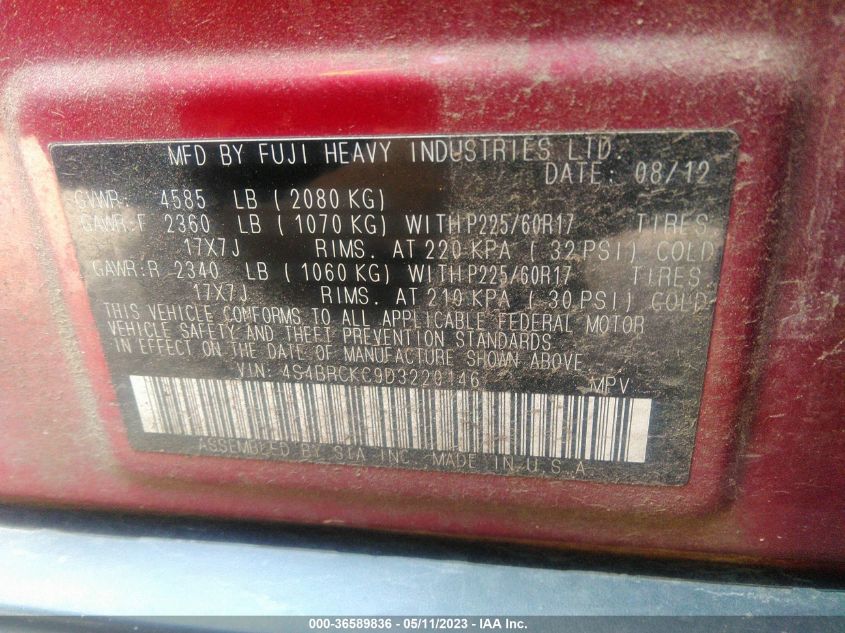 MFD BY FUJI HEAVY INDUSTRIES LTD.
DATE: 08/12
GVWR: 4585 LB (2080 KG)
GAWR:F 2360 LB (1070 KG) WITH P225/60R17 TIRES
17X7J RIMS. AT 220 KPA (32 PSI) COLD
GAWR:R 2340 LB (1060 KG) WITH P225/60R17 TIRES
17X7J RIMS. AT 210 KPA (30 PSI) COLD
THIS VEHICLE CONFORMS TO ALL APPLICABLE FEDERAL MOTOR
VEHICLE SAFETY AND THEFT PREVENTION STANDARDS
IN EFFECT ON THE DATE OF MANUFACTURE SHOWN ABOVE
VIN: 4S4BRCKC9D3220146 MPV
ASSEMBLED BY SIA INC. MADE IN U.S.A
000-36589836 - 05/11/2023 - IAA Inc.